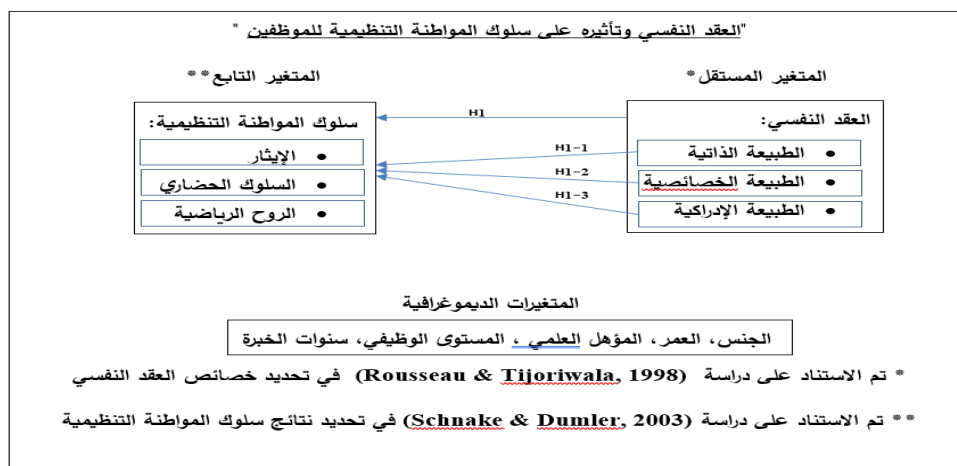 "العقد النفسي وتأثيره على سلوك المواطنة التنظيمية للموظفين "
المتغير المستقل*
المتغير التابع**
العقد النفسي:
• الطبيعة الذاتية
• الطبيعة الخصائصية
• الطبيعة الإدراكية
H1
H1-1
H1-2
H1-3
سلوك المواطنة التنظيمية:
• الإيثار
• السلوك الحضاري
• الروح الرياضية
المتغيرات الديموغرافية
الجنس، العمر، المؤهل العلمي ، المستوى الوظيفي، سنوات الخبرة
* تم الاستناد على دراسة (Rousseau & Tijoriwala, 1998) في تحديد خصائص العقد النفسي
** تم الاستناد على دراسة (Schnake & Dumler, 2003) في تحديد نتائج سلوك المواطنة التنظيمية